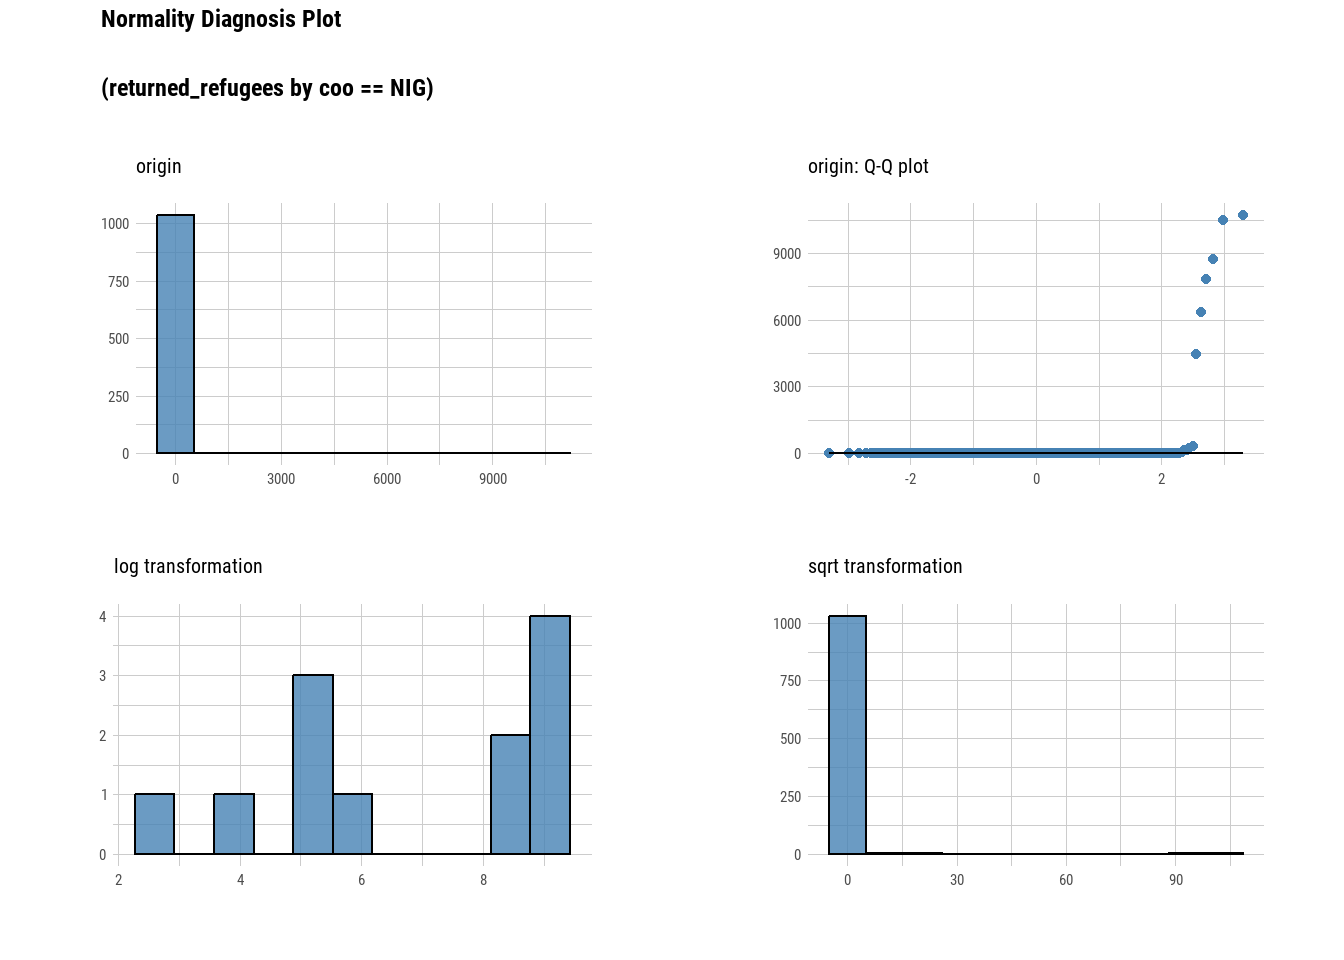 Normality Diagnosis Plot
(returned_refugees by coo == NIG)
origin
1000
750
500
250
0
0 3000 6000 9000
origin: Q-Q plot
9000
6000
3000
0
-2 0 2
log transformation
4
3
2
1
0
2 4 6 8
sqrt transformation
1000
750
500
250
0
0 30 60 90